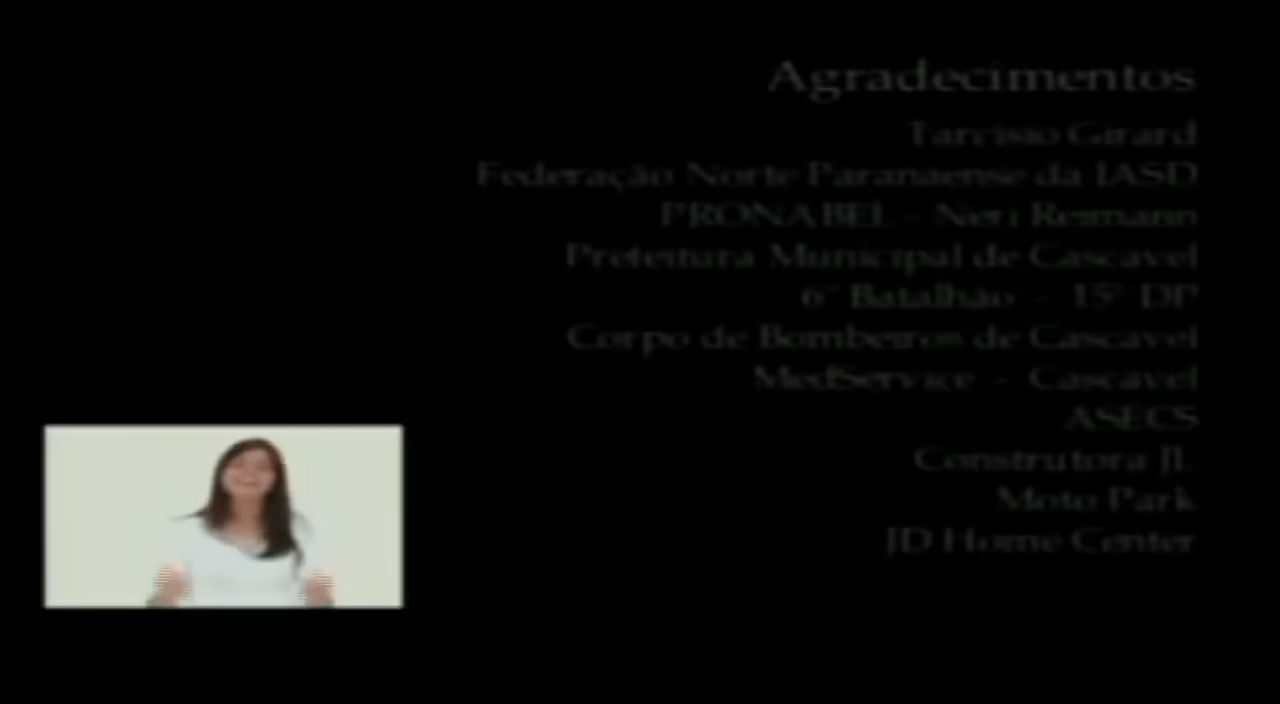 Agradecimentos
Tarcisio Girard
Federação Norte Paranaense da IASD
PRONABEL - Neri Reimann
Prefeitura Municipal de Cascavel
6º Batalhão - 15º DP
Corpo de Bombeiros de Cascavel
MedService - Cascavel
ASECS
Construtora JL
Moto Park
JD Home Center